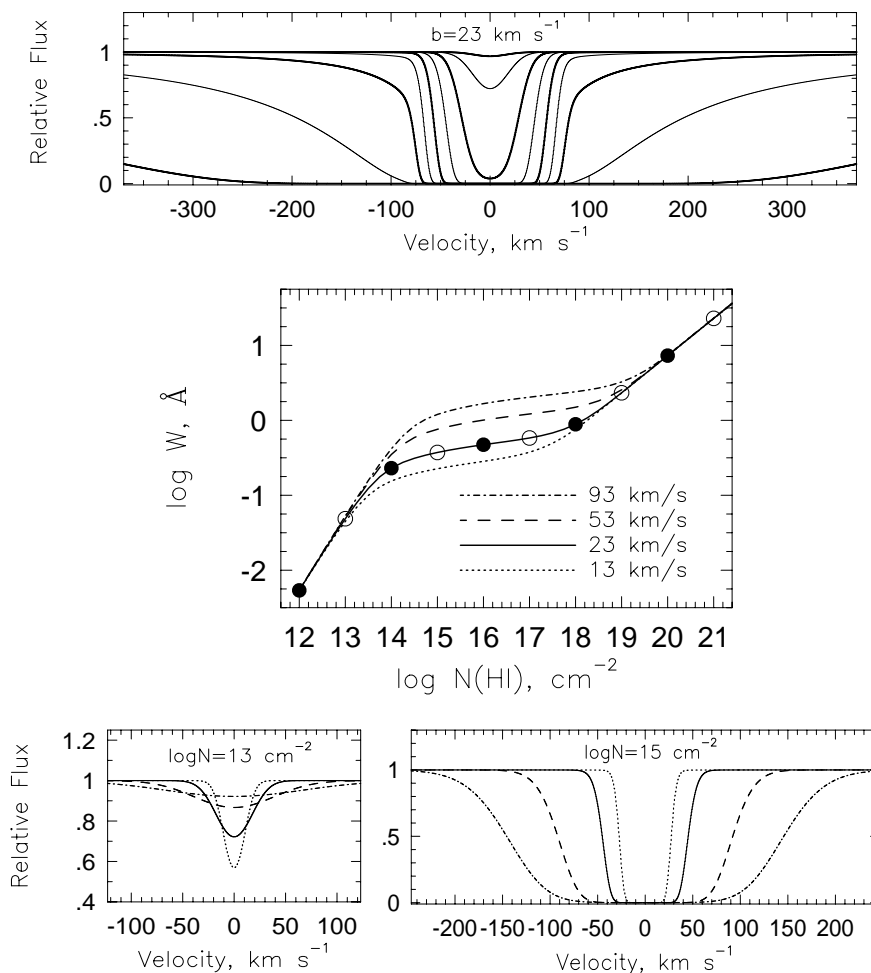 b=23 km s⁻¹
Relative Flux
1
.5
0
-300 -200 -100 0 100 200 300
Velocity, km s⁻¹
log W, Å
1
0
-1
-2
93 km/s
53 km/s
23 km/s
13 km/s
12 13 14 15 16 17 18 19 20 21
log N(HI), cm⁻²
Relative Flux
1.2
1
0.8
0.6
.4
logN=13 cm⁻²
-100 -50 0 50 100
Velocity, km s⁻¹
logN=15 cm⁻²
1
.5
0
-200 -150 -100 -50 0 50 100 150 200
Velocity, km s⁻¹